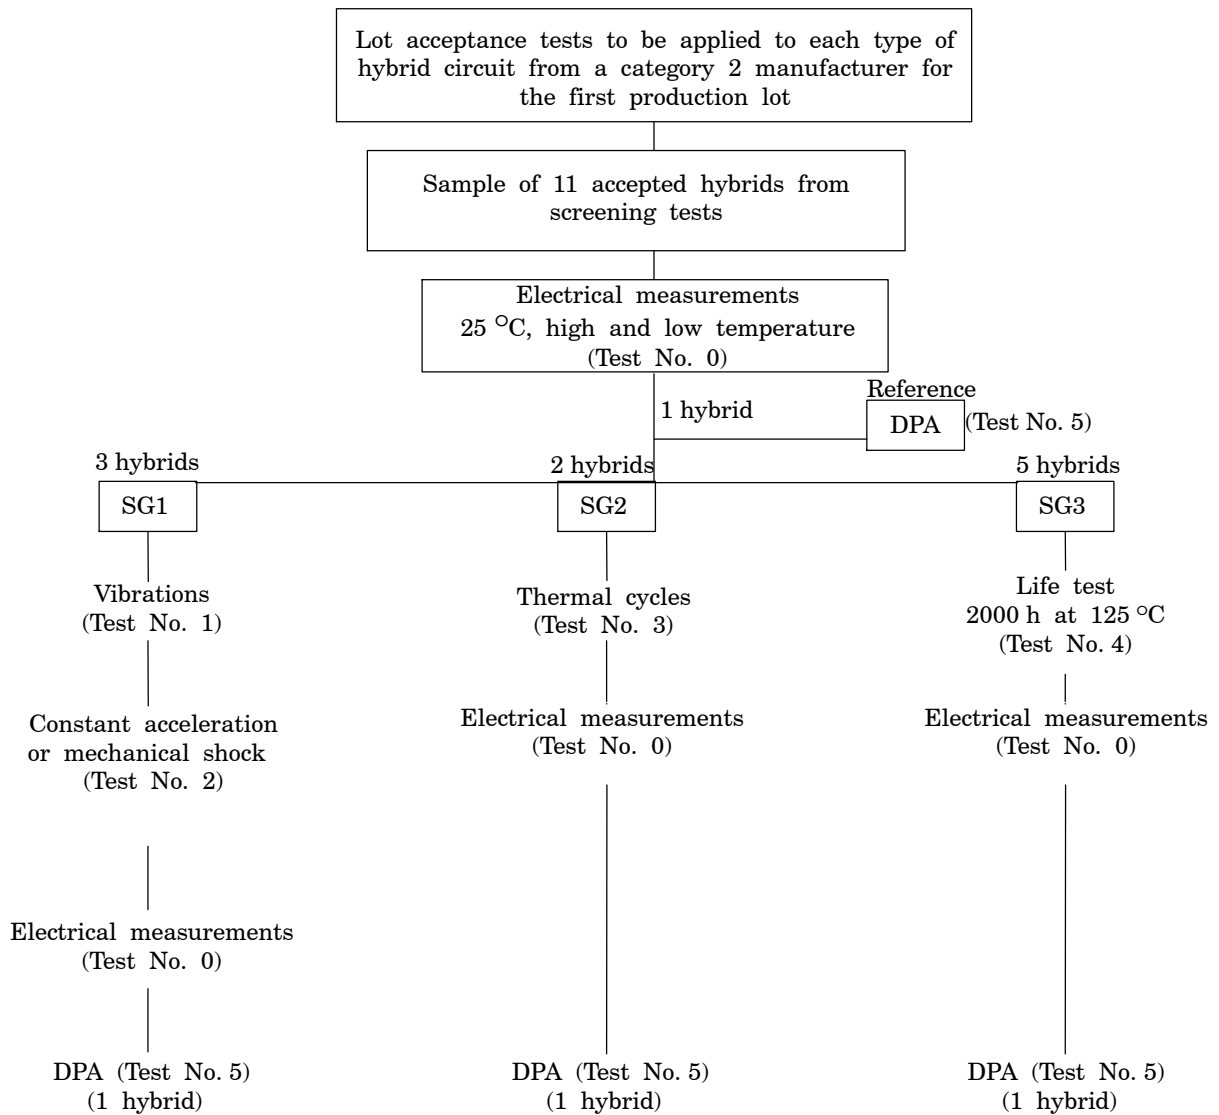 Lot acceptance tests to be applied to each type of
hybrid circuit from a category 2 manufacturer for
the first production lot
Sample of 11 accepted hybrids from
screening tests
Electrical measurements
25 °C, high and low temperature
(Test No. 0)
1 hybrid
Reference
DPA
(Test No. 5)
3 hybrids
SG1
Vibrations
(Test No. 1)
Constant acceleration
or mechanical shock
(Test No. 2)
Electrical measurements
(Test No. 0)
DPA (Test No. 5)
(1 hybrid)
2 hybrids
SG2
Thermal cycles
(Test No. 3)
Electrical measurements
(Test No. 0)
DPA (Test No. 5)
(1 hybrid)
5 hybrids
SG3
Life test
2000 h at 125 °C
(Test No. 4)
Electrical measurements
(Test No. 0)
DPA (Test No. 5)
(1 hybrid)